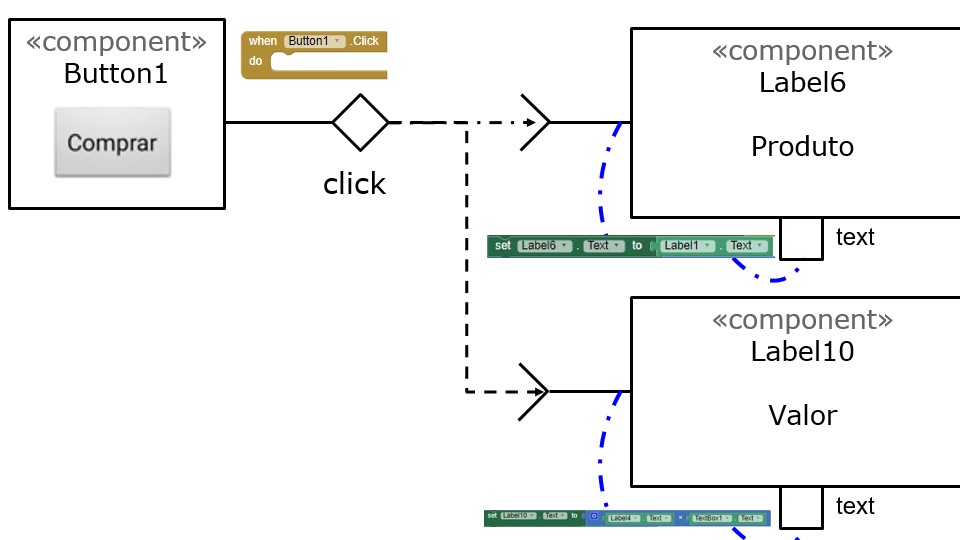 «component»
Button1
Comprar
when Button1 .Click
do
click
«component»
Label6
Produto
set Label6 . Text to Label1 . Text
text
«component»
Label10
Valor
set Label10 . Text to Label4 . Text × TextBox1 . Text
text